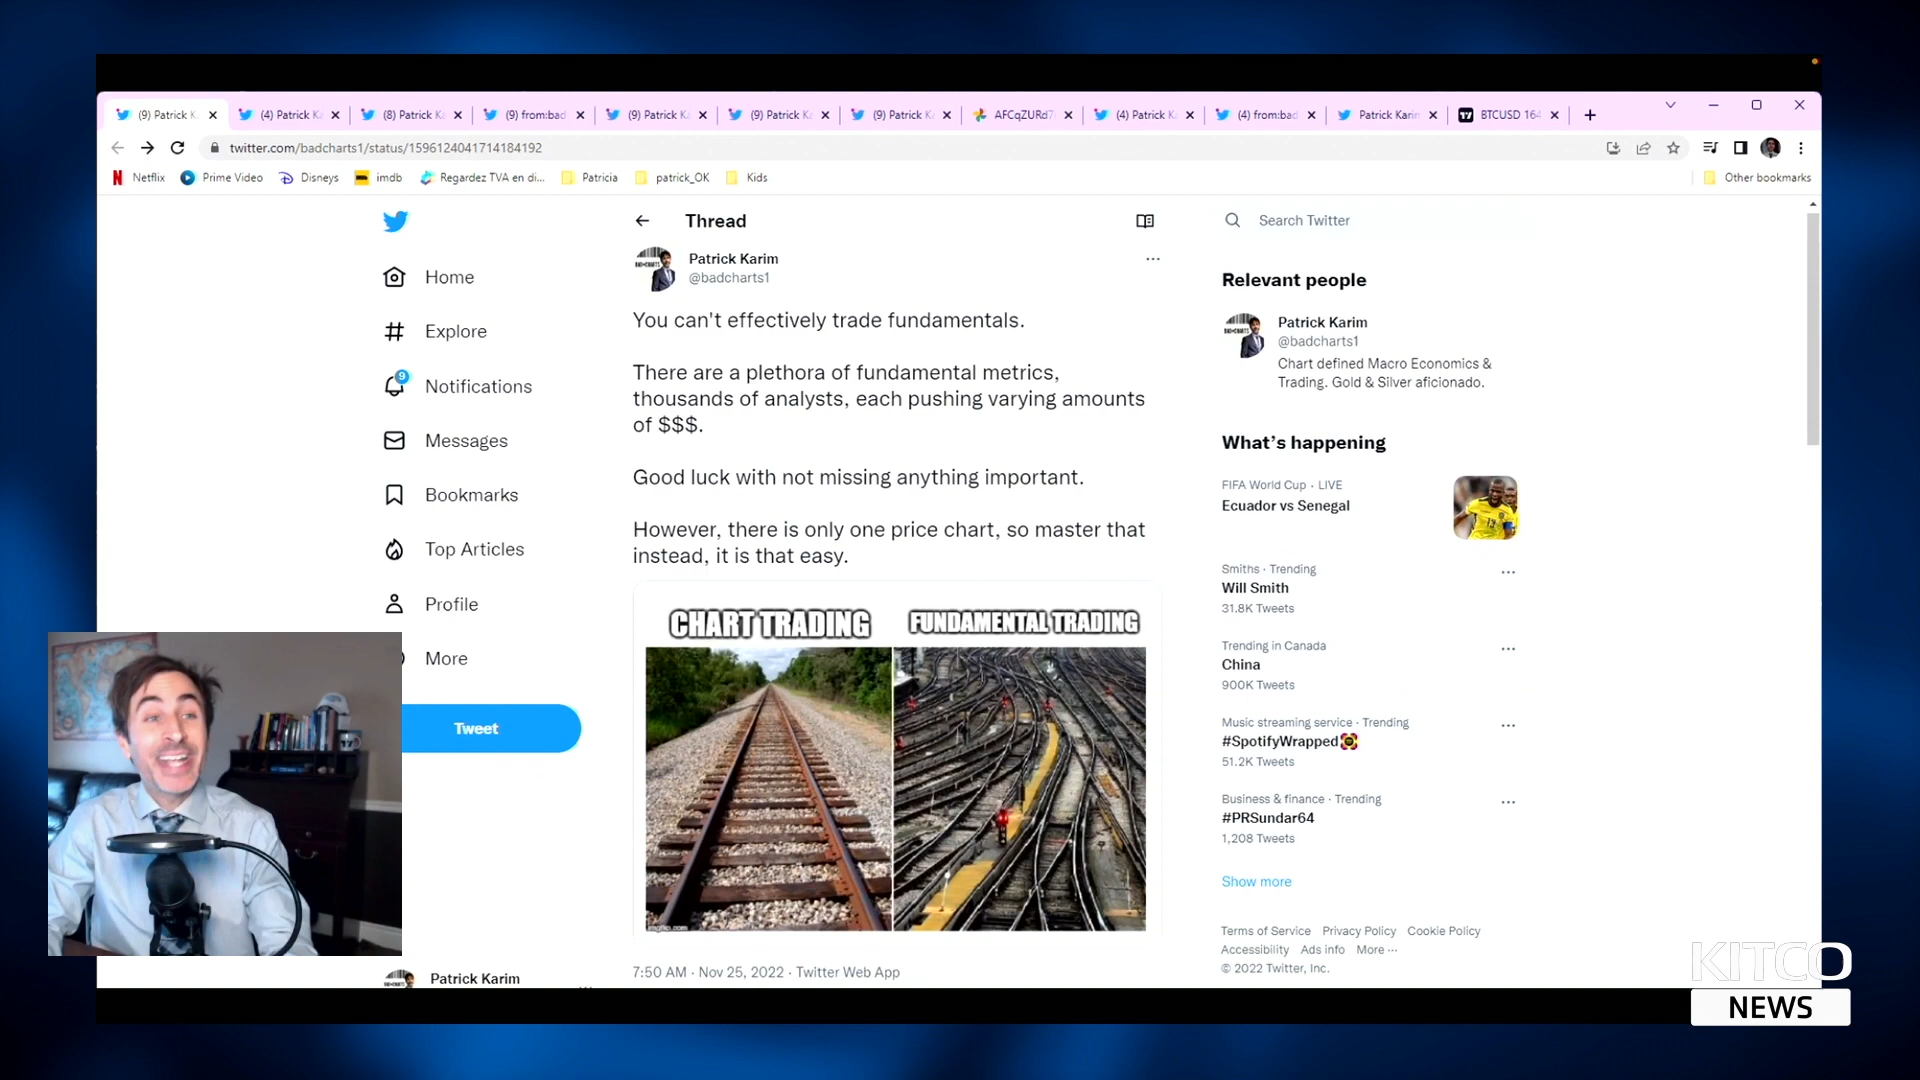 (9) Patrick K
(4) Patrick Ka
(8) Patrick Ka
(9) from:bad
(9) Patrick Ka
(9) Patrick Ka
(9) Patrick K
AFCqZURd7
(4) Patrick K
(4) from:bad
Patrick Karim
BTCUSD 164
twitter.com/badcharts1/status/1596124041714184192
Netflix
Prime Video
Disneys
imdb
Regardez TVA en di...
Patricia
patrick_OK
Kids
Other bookmarks
Home
Explore
9
Notifications
Messages
Bookmarks
Top Articles
Profile
More
Tweet
Patrick Karim
Thread
Patrick Karim
@badcharts1
You can't effectively trade fundamentals.
There are a plethora of fundamental metrics,
thousands of analysts, each pushing varying amounts
of $$$.
Good luck with not missing anything important.
However, there is only one price chart, so master that
instead, it is that easy.
CHART TRADING
FUNDAMENTAL TRADING
imgflip.com
7:50 AM · Nov 25, 2022 · Twitter Web App
Search Twitter
Relevant people
Patrick Karim
@badcharts1
Chart defined Macro Economics &
Trading. Gold & Silver aficionado.
What's happening
FIFA World Cup · LIVE
Ecuador vs Senegal
Smiths · Trending
Will Smith
31.8K Tweets
Trending in Canada
China
900K Tweets
Music streaming service · Trending
#SpotifyWrapped
51.2K Tweets
Business & finance · Trending
#PRSundar64
1,208 Tweets
Show more
Terms of Service Privacy Policy Cookie Policy
Accessibility Ads info More ···
© 2022 Twitter, Inc.
KITCO
NEWS